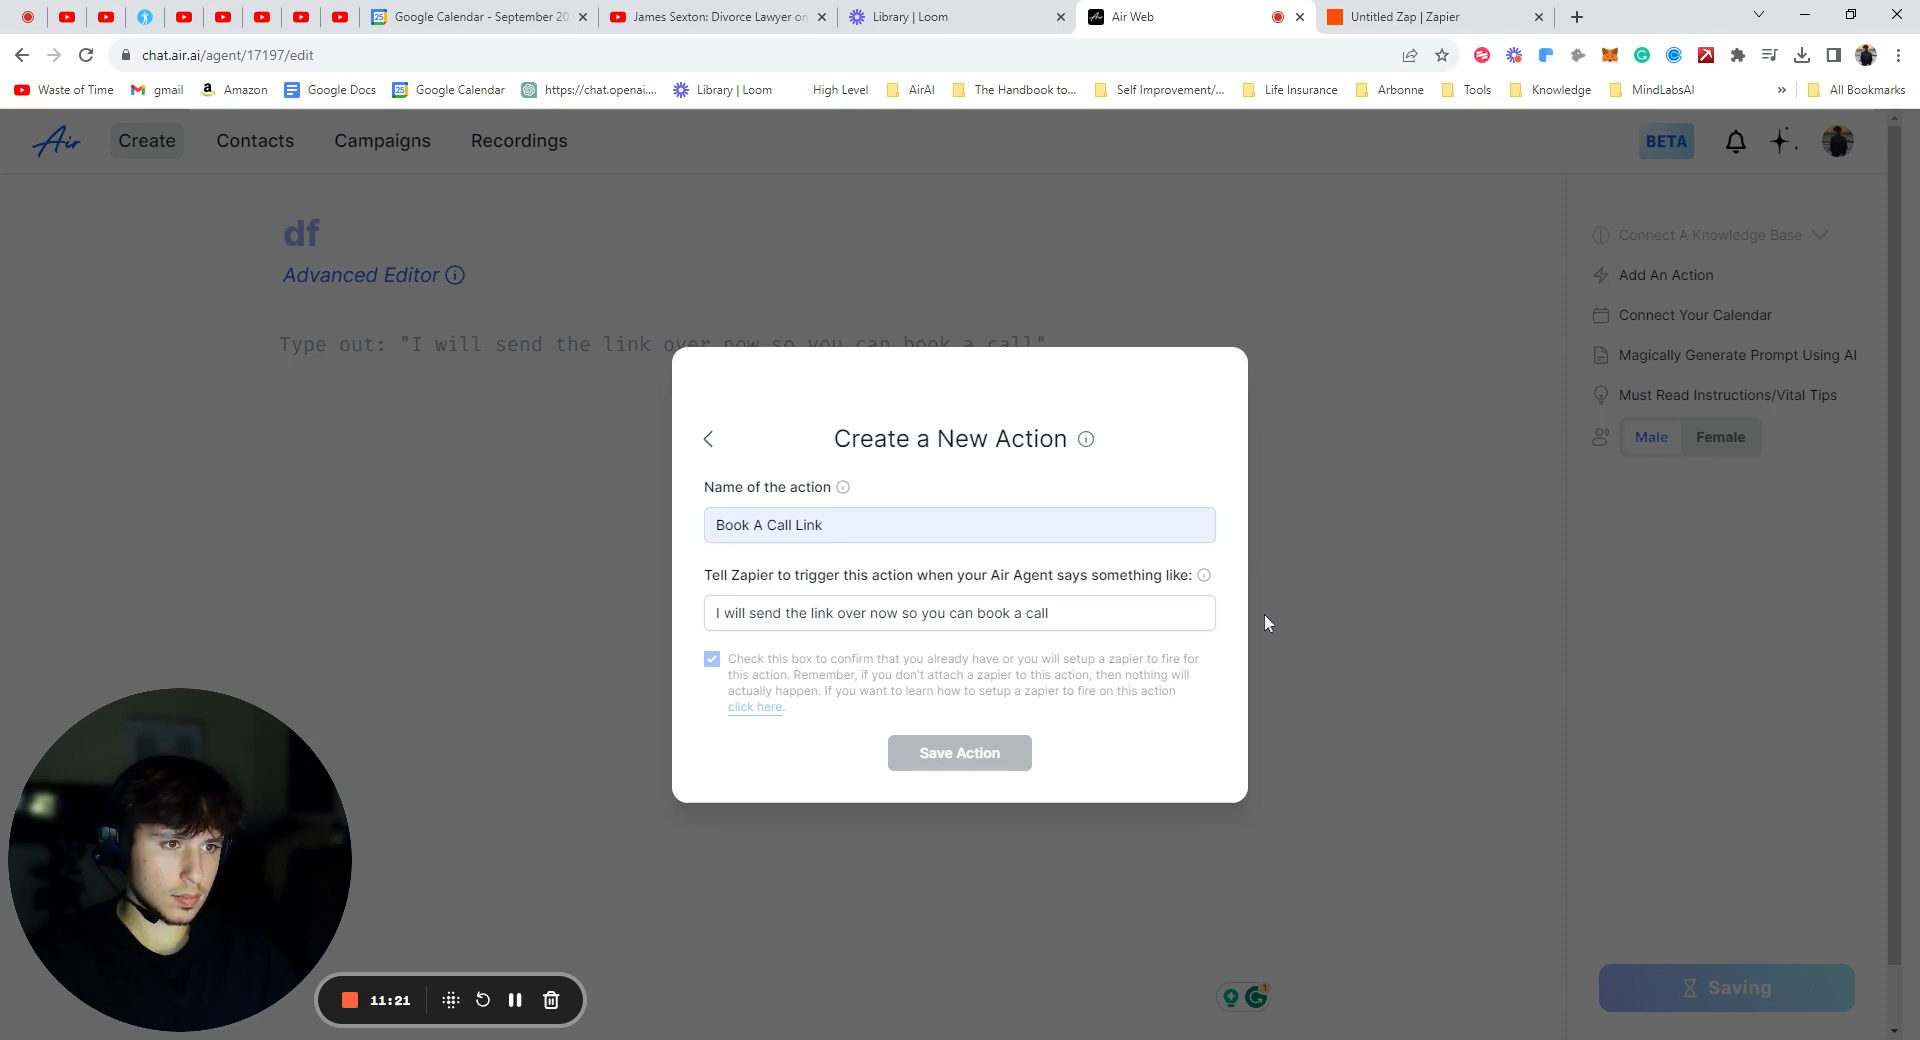 Google Calendar - September 20
James Sexton: Divorce Lawyer on
Library | Loom
Air Web
Untitled Zap | Zapier
chat.air.ai/agent/17197/edit
Waste of Time
gmail
Amazon
Google Docs
Google Calendar
https://chat.openai....
Library | Loom
High Level
AirAI
The Handbook to...
Self Improvement/...
Life Insurance
Arbonne
Tools
Knowledge
MindLabsAI
»
All Bookmarks
Air
Create
Contacts
Campaigns
Recordings
BETA
df
Advanced Editor
Type out: "I will send the link over now so you can book a call"
Connect A Knowledge Base
Add An Action
Connect Your Calendar
Magically Generate Prompt Using AI
Must Read Instructions/Vital Tips
Male
Female
Create a New Action
Name of the action
Book A Call Link
Tell Zapier to trigger this action when your Air Agent says something like:
I will send the link over now so you can book a call
Check this box to confirm that you already have or you will setup a zapier to fire for
this action. Remember, if you don't attach a zapier to this action, then nothing will
actually happen. If you want to learn how to setup a zapier to fire on this action
click here.
Save Action
11:21
1
Saving